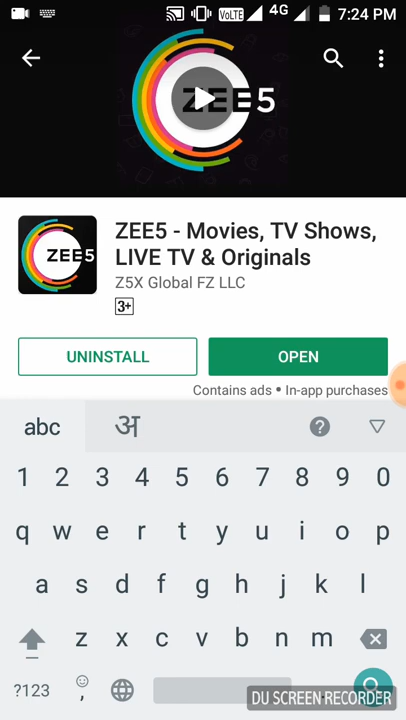 VoLTE 4G 7:24 PM
ZEE5
ZEE5
ZEE5 - Movies, TV Shows,
LIVE TV & Originals
Z5X Global FZ LLC
3+
UNINSTALL OPEN
Contains ads • In-app purchases
abc अ ?
1 2 3 4 5 6 7 8 9 0
q w e r t y u i o p
a s d f g h j k l
z x c v b n m
?123 ,
DU SCREEN RECORDER